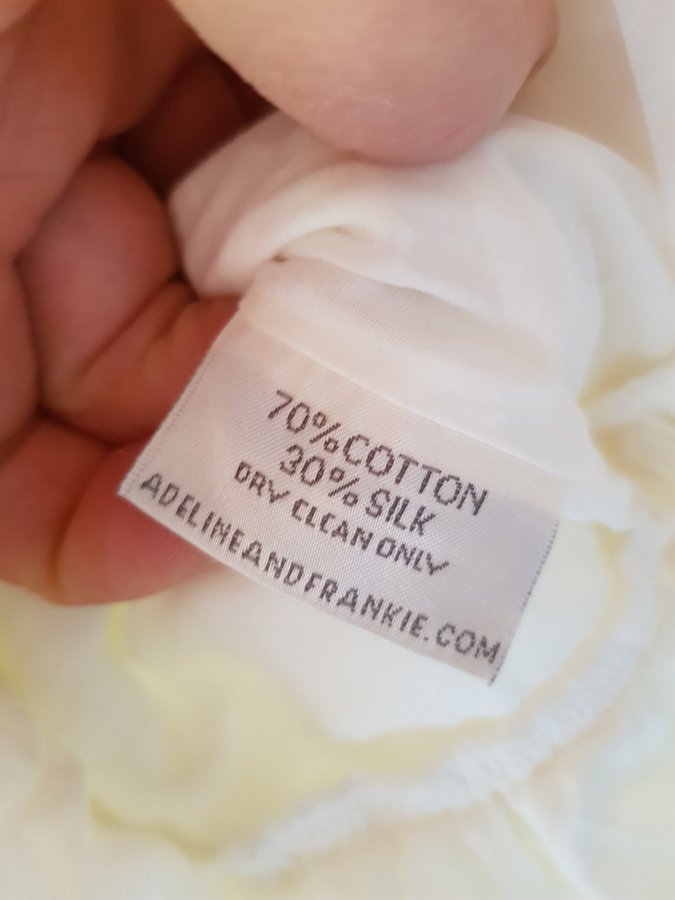 70% COTTON
30% SILK
DRY CLEAN ONLY
ADELINEANDFRANKIE.COM